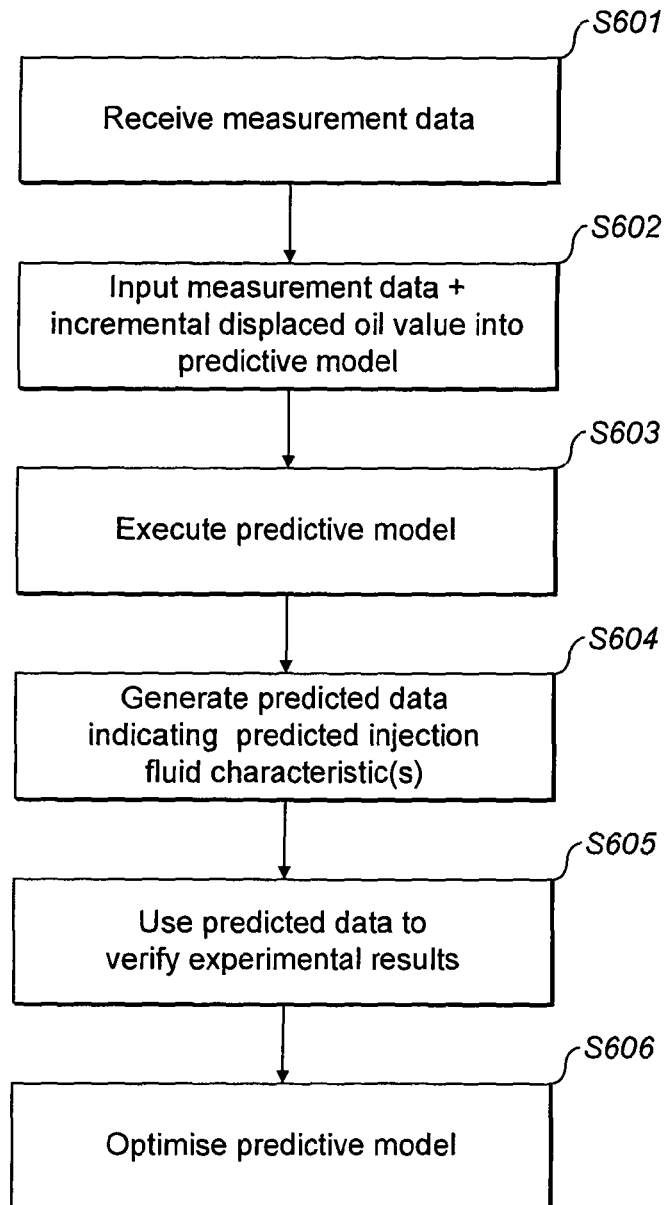 S601
Receive measurement data
S602
Input measurement data +
incremental displaced oil value into
predictive model
S603
Execute predictive model
S604
Generate predicted data
indicating predicted injection
fluid characteristic(s)
S605
Use predicted data to
verify experimental results
S606
Optimise predictive model